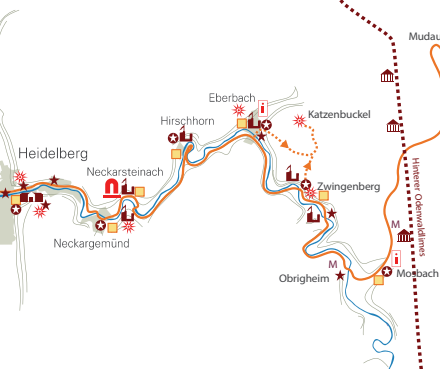 Mudau
Eberbach
i
Katzenbuckel
Hirschhorn
Heidelberg
Neckarsteinach
Zwingenberg
Hinterer Odenwaldlimes
M
Neckargemünd
M
i
Obrigheim
Mosbach